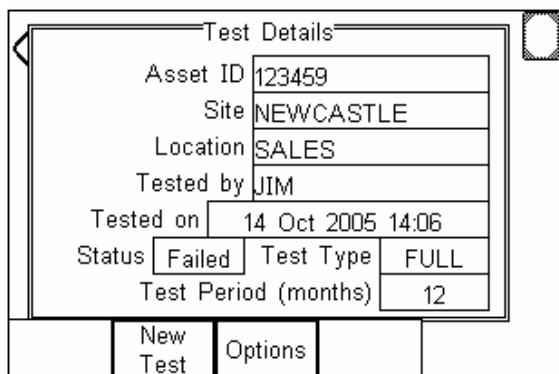 Test Details
Asset ID 123459
Site NEWCASTLE
Location SALES
Tested by JIM
Tested on 14 Oct 2005 14:06
Status Failed Test Type FULL
Test Period (months) 12
New Test
Options